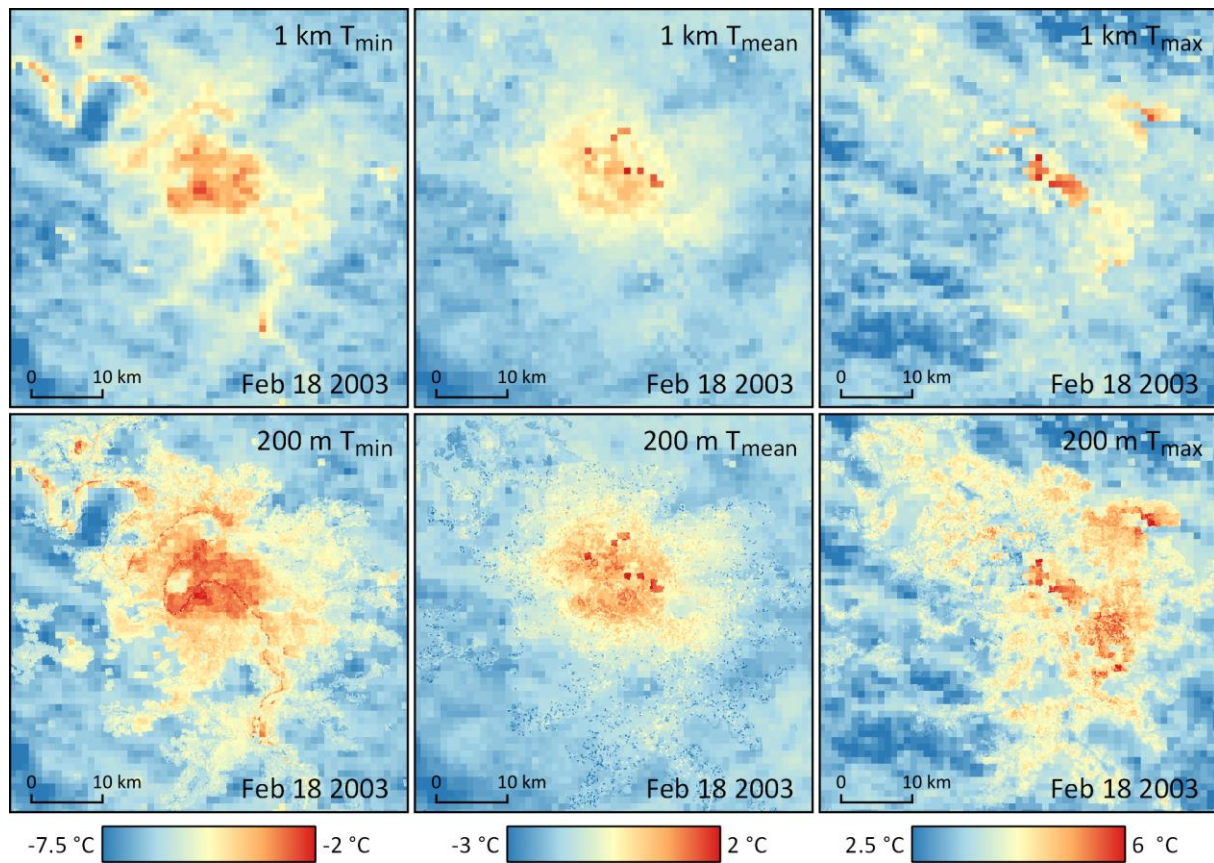 1 km Tmin
0 10 km
Feb 18 2003
1 km Tmean
0 10 km
Feb 18 2003
1 km Tmax
0 10 km
Feb 18 2003
200 m Tmin
0 10 km
Feb 18 2003
200 m Tmean
0 10 km
Feb 18 2003
200 m Tmax
0 10 km
Feb 18 2003
-7.5 °C -2 °C
-3 °C 2 °C
2.5 °C 6 °C